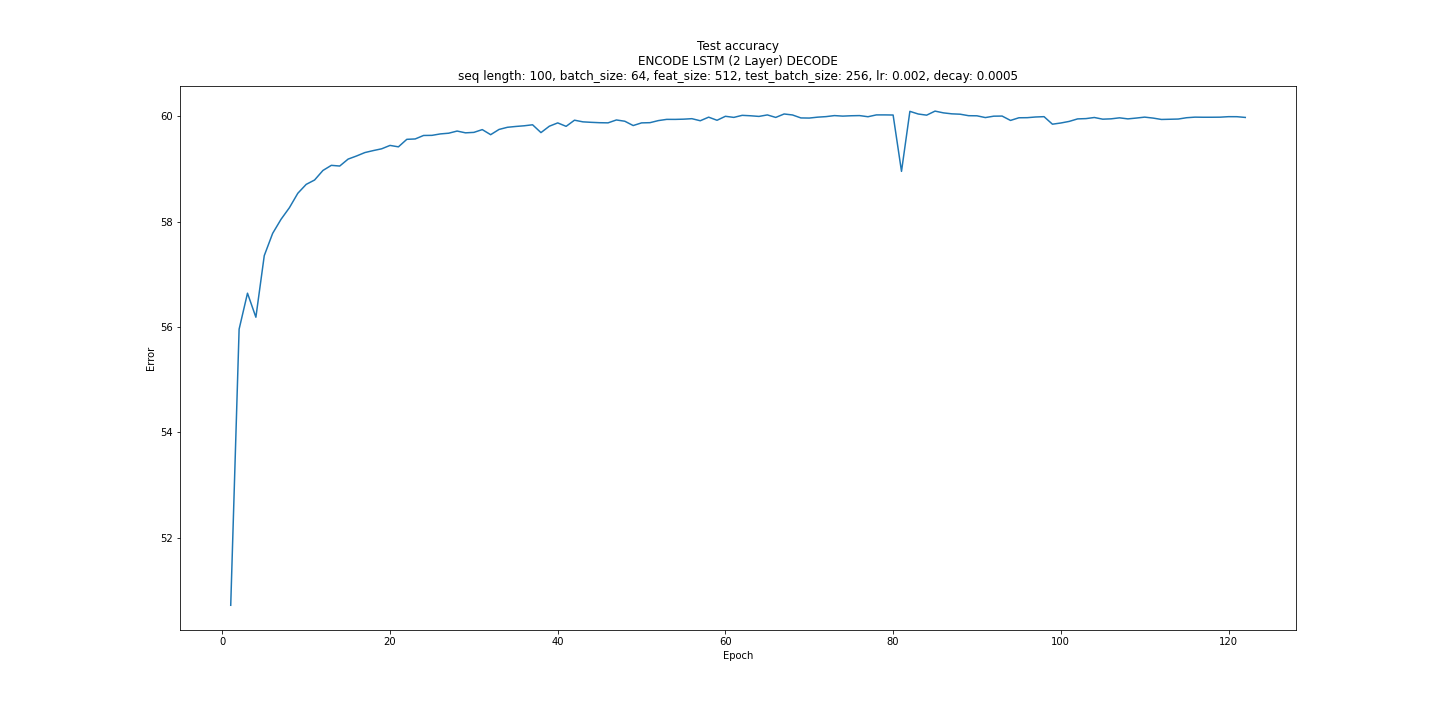 Test accuracy
ENCODE LSTM (2 Layer) DECODE
seq length: 100, batch_size: 64, feat_size: 512, test_batch_size: 256, lr: 0.002, decay: 0.0005
60
58
56
54
52
Error
0 20 40 60 80 100 120
Epoch